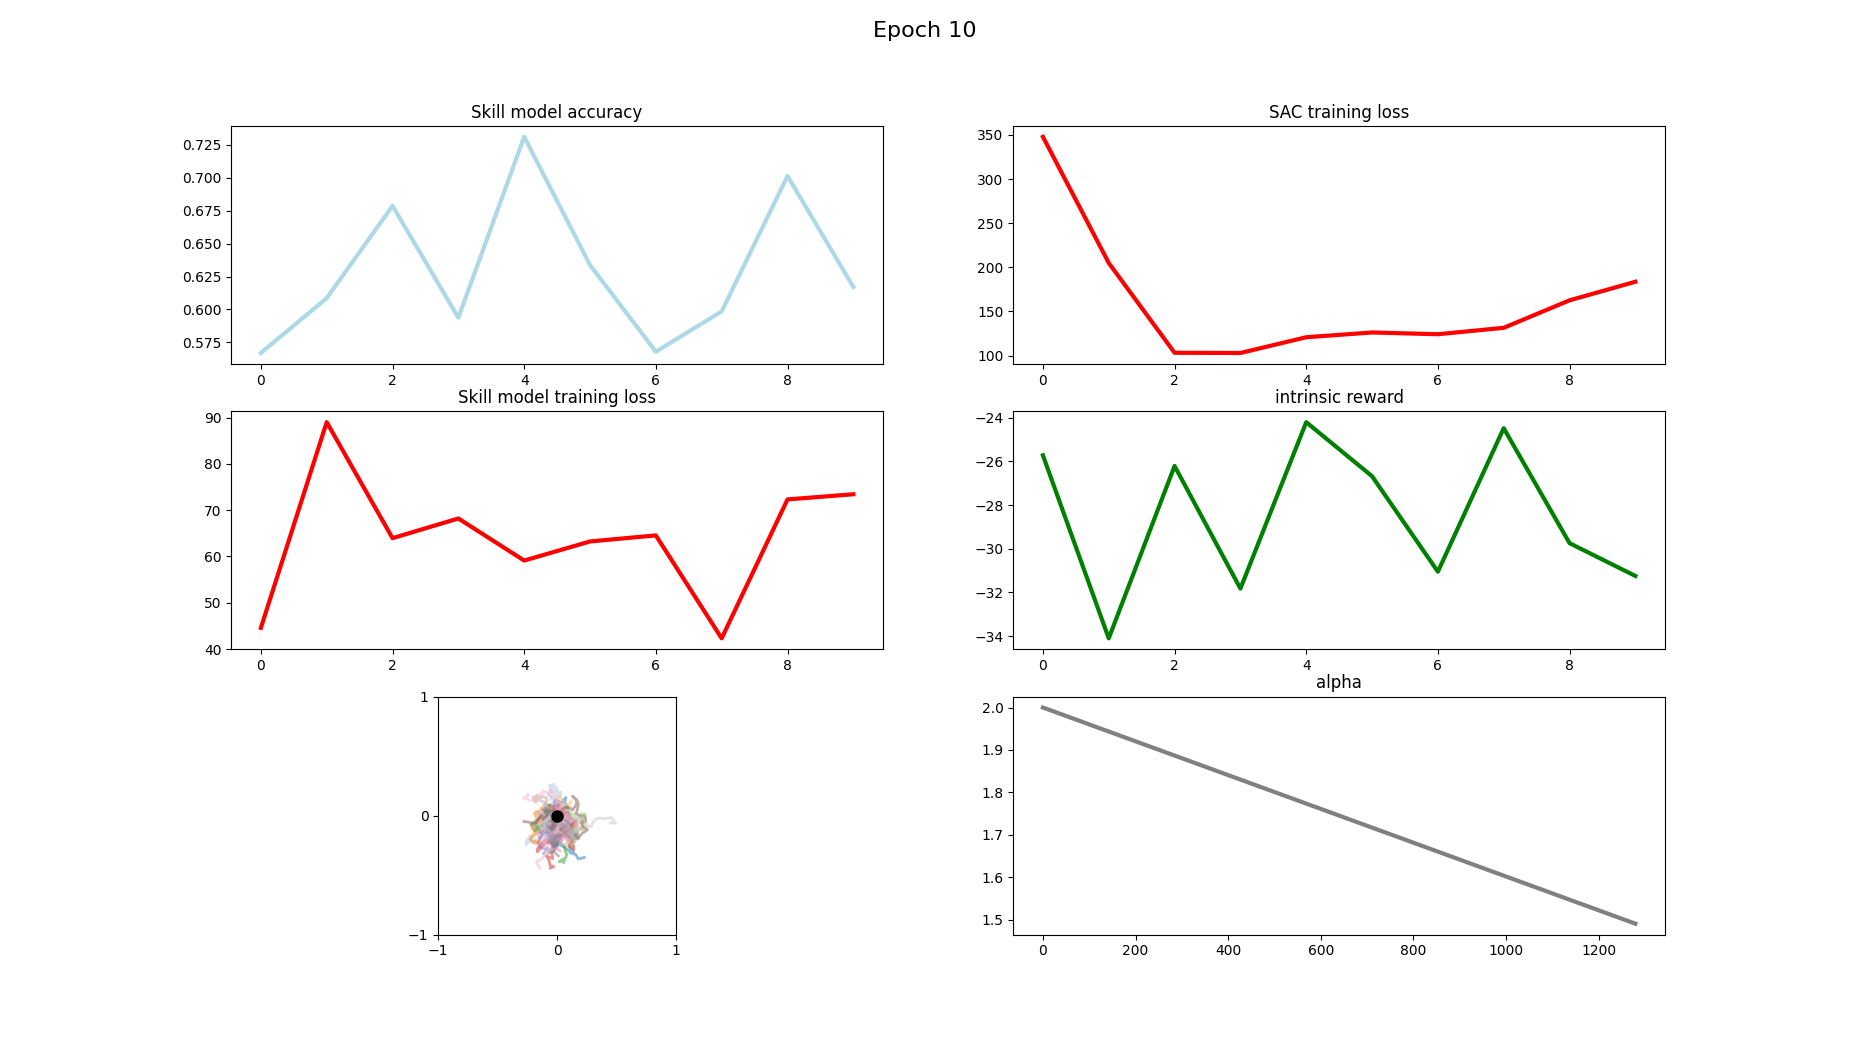 Epoch 10
Skill model accuracy
0.725
0.700
0.675
0.650
0.625
0.600
0.575
0 2 4 6 8
SAC training loss
350
300
250
200
150
100
0 2 4 6 8
Skill model training loss
90
80
70
60
50
40
0 2 4 6 8
intrinsic reward
−24
−26
−28
−30
−32
−34
0 2 4 6 8
1
0
−1
−1 0 1
alpha
2.0
1.9
1.8
1.7
1.6
1.5
0 200 400 600 800 1000 1200